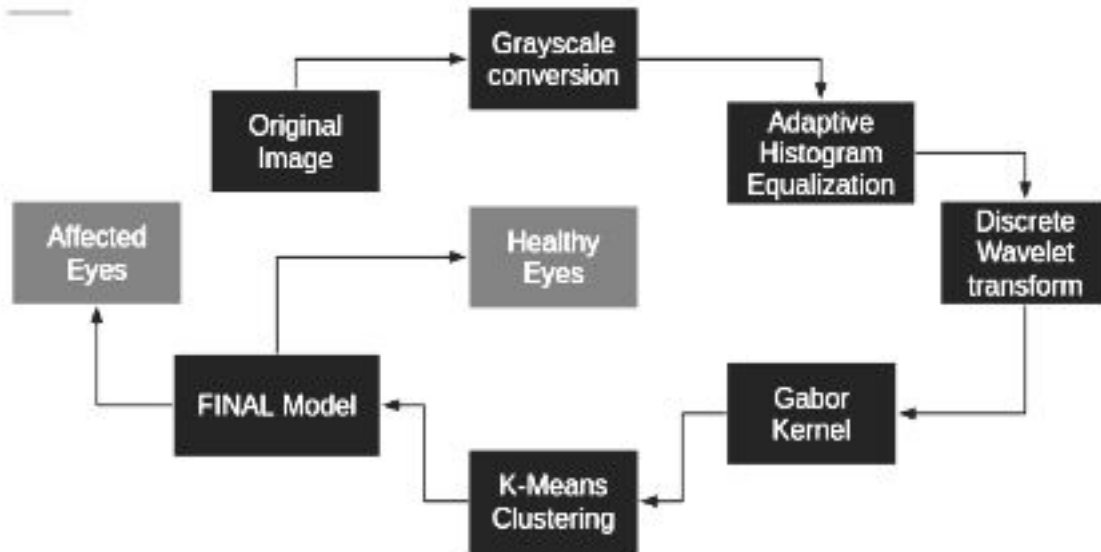 Grayscale
conversion
Original
Image
Adaptive
Histogram
Equalization
Affected
Eyes
Healthy
Eyes
Discrete
Wavelet
transform
FINAL Model
Gabor
Kernel
K-Means
Clustering